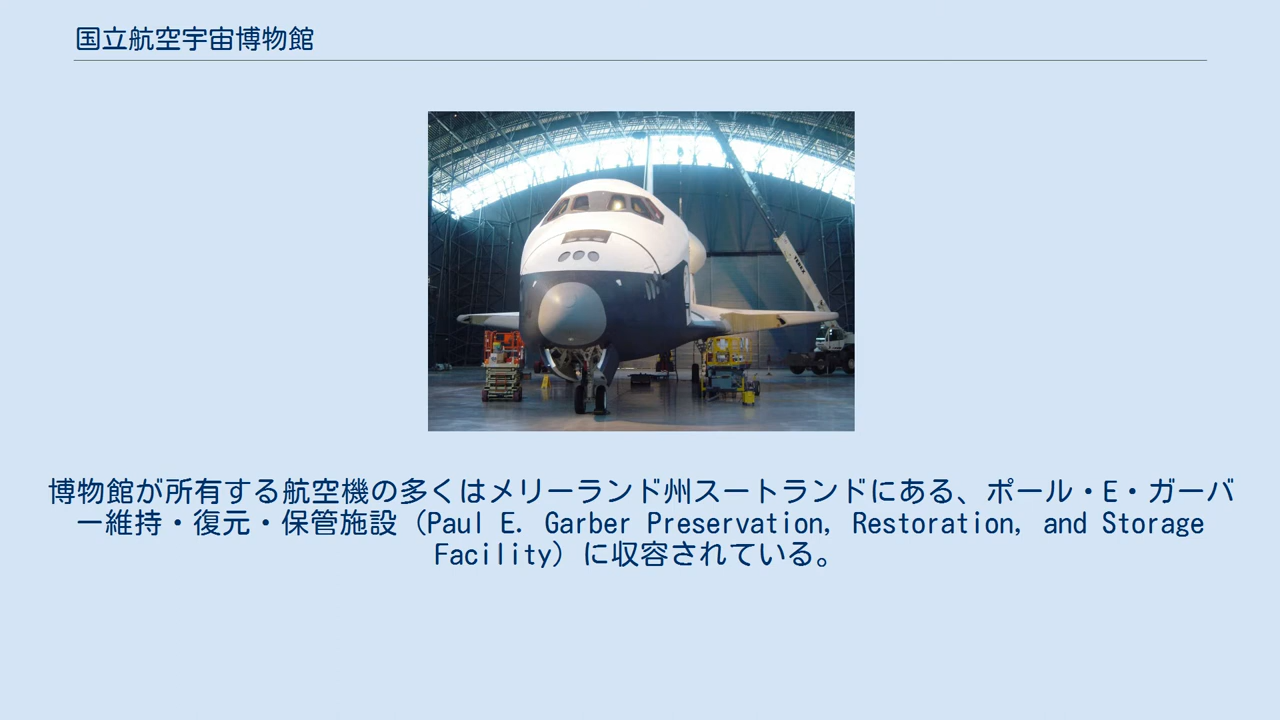 国立航空宇宙博物館
TEREX
博物館が所有する航空機の多くはメリーランド州スートランドにある、ポール・E・ガーバ
ー維持・復元・保管施設（Paul E. Garber Preservation, Restoration, and Storage
Facility）に収容されている。